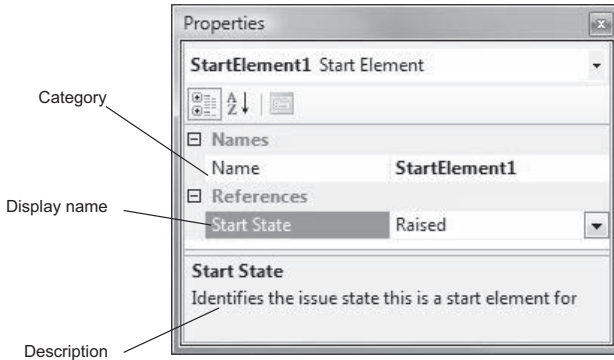 Properties
StartElement1 Start Element
A
Z
Category
Names
Name StartElement1
References
Display name
Start State Raised
Start State
Identifies the issue state this is a start element for
Description